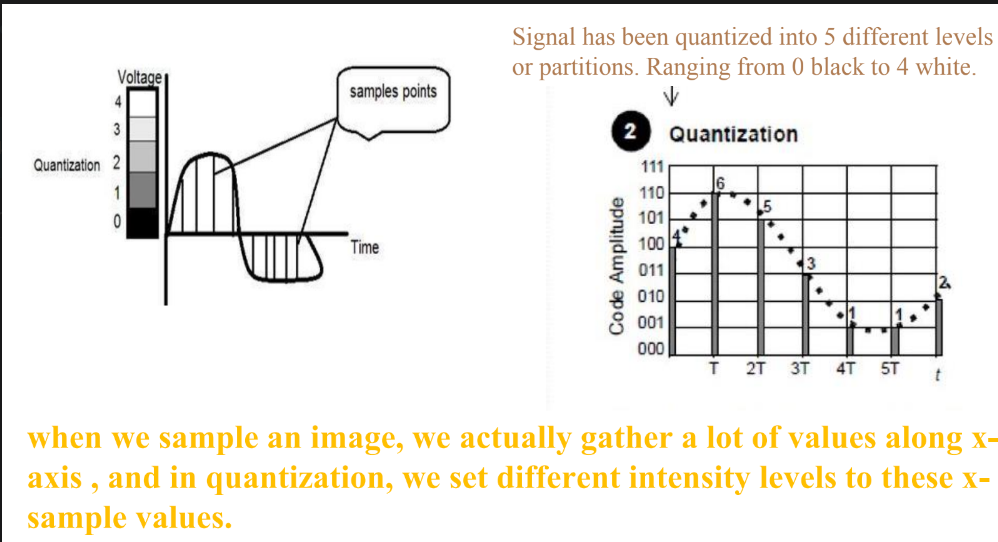 Signal has been quantized into 5 different levels
or partitions. Ranging from 0 black to 4 white.
Voltage
4
3
Quantization 2
1
0
samples points
Time
2 Quantization
Code Amplitude
111
110
101
100
011
010
001
000
4
6
5
3
1
1
2
T 2T 3T 4T 5T t
when we sample an image, we actually gather a lot of values along x-
axis , and in quantization, we set different intensity levels to these x-
sample values.